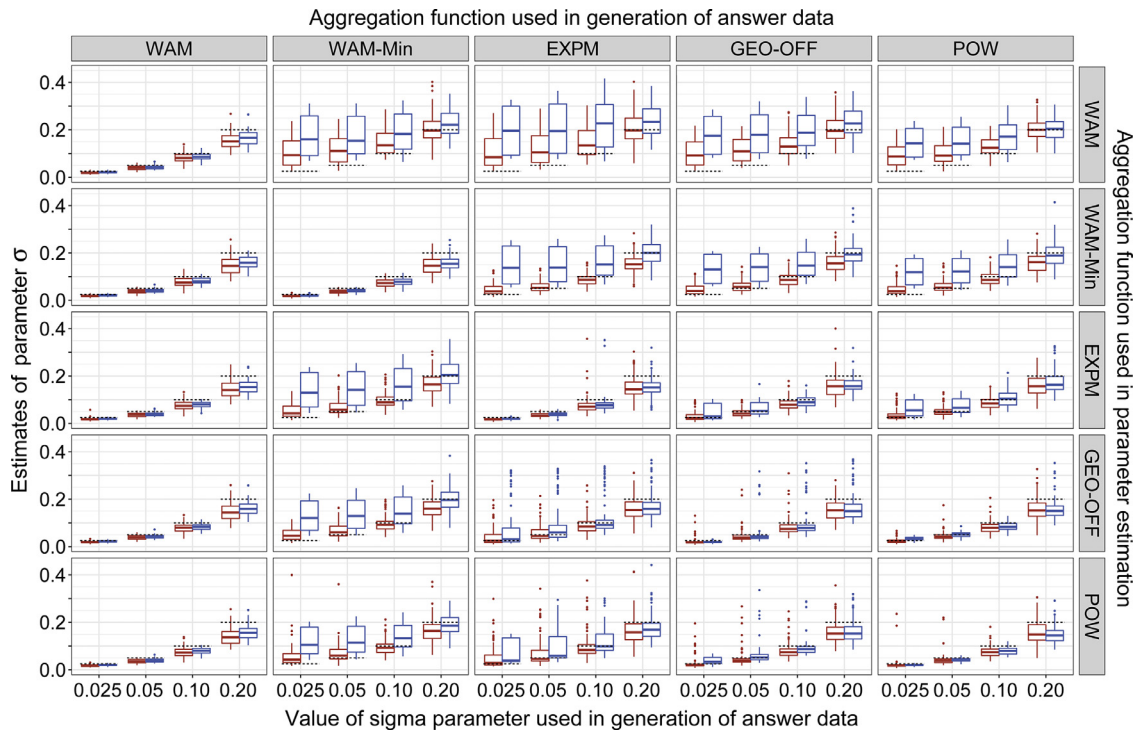 Aggregation function used in generation of answer data
WAM WAM-Min EXPM GEO-OFF POW
Estimates of parameter σ
0.4
0.2
0.0
WAM
0.4
0.2
0.0
WAM-Min
0.4
0.2
0.0
EXPM
0.4
0.2
0.0
GEO-OFF
0.4
0.2
0.0
POW
Aggregation function used in parameter estimation
0.025 0.05 0.10 0.20 0.025 0.05 0.10 0.20 0.025 0.05 0.10 0.20 0.025 0.05 0.10 0.20 0.025 0.05 0.10 0.20
Value of sigma parameter used in generation of answer data